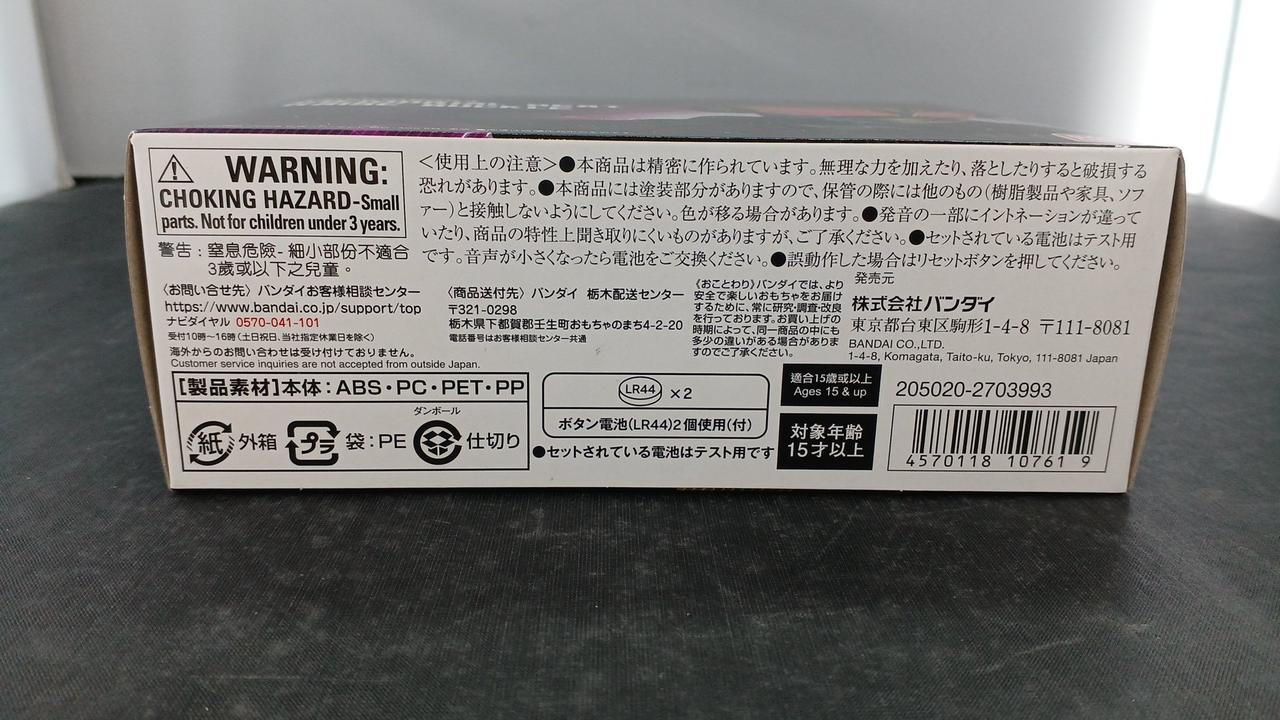 WARNING:
CHOKING HAZARD-Small
parts. Not for children under 3 years.
警告：窒息危險-細小部份不適合
3歲或以下之兒童。
〈お問い合せ先〉バンダイお客様相談センター
https://www.bandai.co.jp/support/top
ナビダイヤル 0570-041-101
受付10時〜16時(土日祝日、当社指定休業日を除く)
海外からのお問い合わせは受け付けておりません。
Customer service inquiries are not accepted from outside Japan.
<使用上の注意>●本商品は精密に作られています。無理な力を加えたり、落としたりすると破損する
恐れがあります。●本商品には塗装部分がありますので、保管の際には他のもの(樹脂製品や家具、ソフ
ァー)と接触しないようにしてください。色が移る場合があります。●発音の一部にイントネーションが違って
いたり、商品の特性上聞き取りにくいものがありますが、ご了承ください。●セットされている電池はテスト用
です。音声が小さくなったら電池をご交換ください。●誤動作した場合はリセットボタンを押してください。
〈商品送付先〉バンダイ 栃木配送センター
〒321-0298
栃木県下都賀郡壬生町おもちゃのまち4-2-20
電話番号はお客様相談センター共通
《おことわり》バンダイでは、より
安全で楽しいおもちゃをお届け
するために、常に研究・調査・改良
を行っております。お買い上げの
時期によって、同一商品の中にも
多少の違いがある場合がありま
すのでご了承ください。
発売元
株式会社バンダイ
東京都台東区駒形1-4-8 〒111-8081
BANDAI CO.,LTD.
1-4-8, Komagata, Taito-ku, Tokyo, 111-8081 Japan
[製品素材]本体：ABS・PC・PET・PP
紙 外箱 プラ 袋：PE ダンボール 仕切り
LR44 ×2
ボタン電池(LR44)2個使用(付)
●セットされている電池はテスト用です
適合15歲或以上
Ages 15 & up
対象年齢
15才以上
205020-2703993
4570118 10761 9